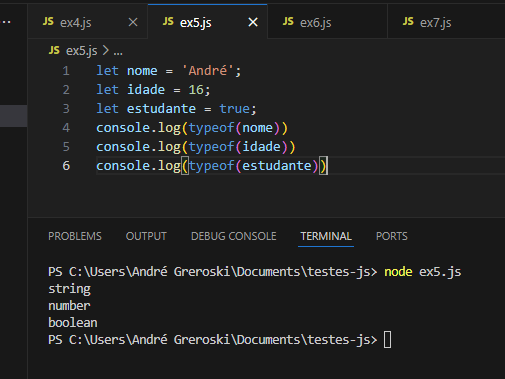 JS ex4.js × JS ex5.js × JS ex6.js JS ex7.js
JS ex5.js > ...
1 let nome = 'André';
2 let idade = 16;
3 let estudante = true;
4 console.log(typeof(nome))
5 console.log(typeof(idade))
6 console.log(typeof(estudante))
PROBLEMS OUTPUT DEBUG CONSOLE TERMINAL PORTS
PS C:\Users\André Greroski\Documents\testes-js> node ex5.js
string
number
boolean
PS C:\Users\André Greroski\Documents\testes-js>